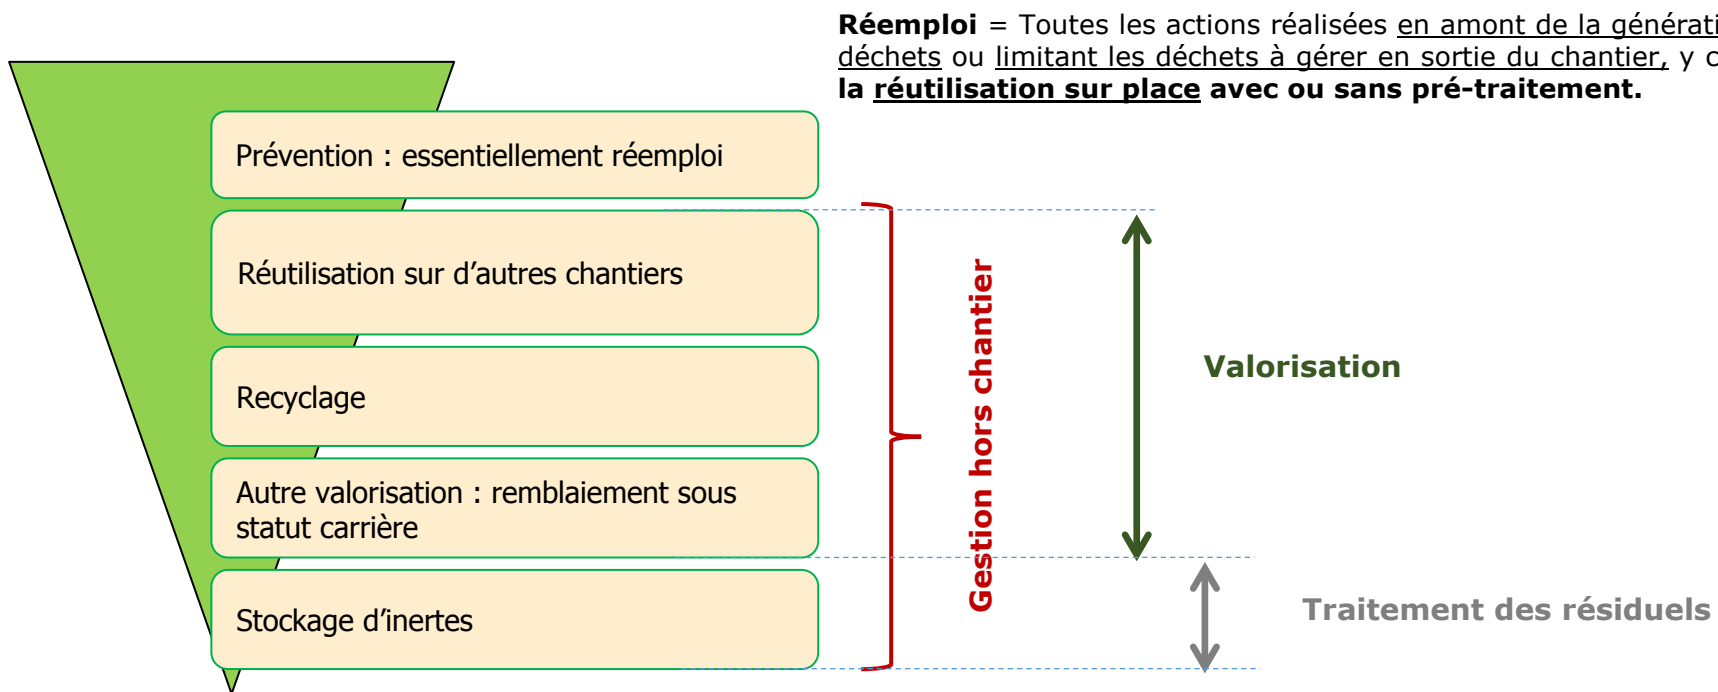 Réemploi = Toutes les actions réalisées en amont de la générati
déchets ou limitant les déchets à gérer en sortie du chantier, y c
la réutilisation sur place avec ou sans pré-traitement.
Prévention : essentiellement réemploi
Réutilisation sur d’autres chantiers
Recyclage
Autre valorisation : remblaiement sous
statut carrière
Stockage d’inertes
Gestion hors chantier
Valorisation
Traitement des résiduels